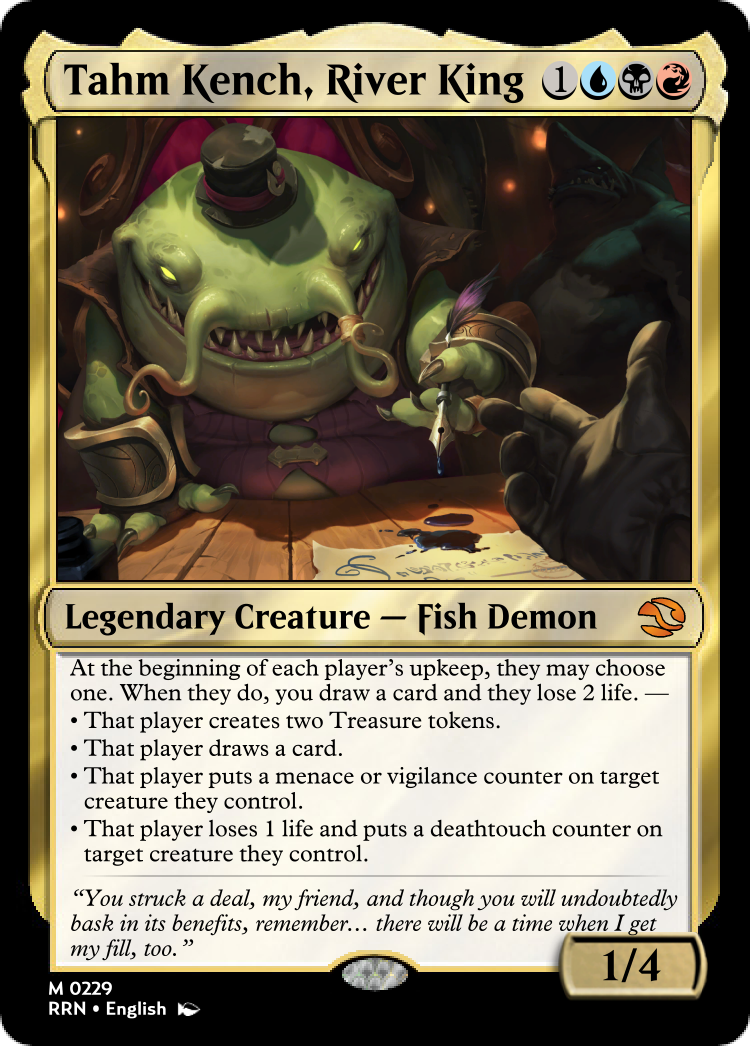 Tahm Kench, River King 1
Legendary Creature — Fish Demon
At the beginning of each player's upkeep, they may choose
one. When they do, you draw a card and they lose 2 life. —
• That player creates two Treasure tokens.
• That player draws a card.
• That player puts a menace or vigilance counter on target
creature they control.
• That player loses 1 life and puts a deathtouch counter on
target creature they control.
“You struck a deal, my friend, and though you will undoubtedly
bask in its benefits, remember... there will be a time when I get
my fill, too.”
1/4
M 0229
RRN • English